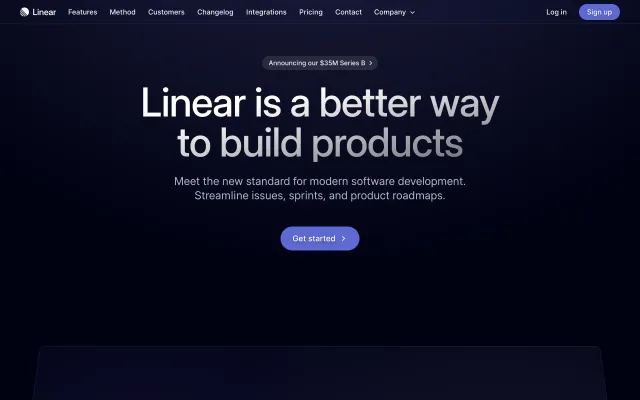 Linear Features Method Customers Changelog Integrations Pricing Contact Company Log in Sign up
Announcing our $35M Series B
Linear is a better way
to build products
Meet the new standard for modern software development.
Streamline issues, sprints, and product roadmaps.
Get started